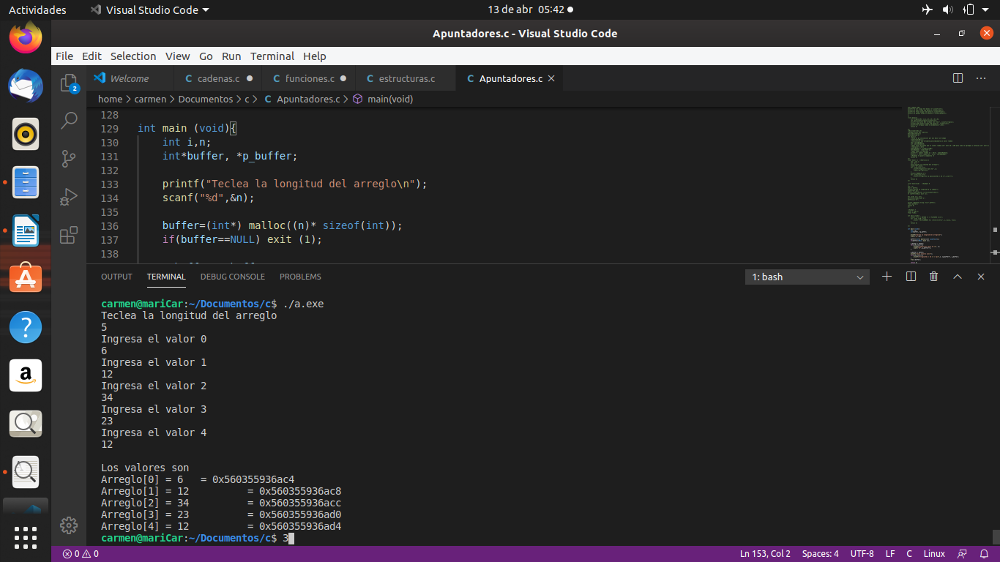 Actividades Visual Studio Code 13 de abr 05:42
Apuntadores.c - Visual Studio Code
File Edit Selection View Go Run Terminal Help
Welcome C cadenas.c C funciones.c C estructuras.c C Apuntadores.c
home > carmen > Documentos > c > C Apuntadores.c > main(void)
128
129 int main (void){
130 int i,n;
131 int*buffer, *p_buffer;
132
133 printf("Teclea la longitud del arreglo\n");
134 scanf("%d",&n);
135
136 buffer=(int*) malloc((n)* sizeof(int));
137 if(buffer==NULL) exit (1);
138
2
OUTPUT TERMINAL DEBUG CONSOLE PROBLEMS 1: bash
carmen@mariCar:~/Documentos/c$ ./a.exe
Teclea la longitud del arreglo
5
Ingresa el valor 0
6
Ingresa el valor 1
12
Ingresa el valor 2
34
Ingresa el valor 3
23
Ingresa el valor 4
12
Los valores son
Arreglo[0] = 6 = 0x560355936ac4
Arreglo[1] = 12 = 0x560355936ac8
Arreglo[2] = 34 = 0x560355936acc
Arreglo[3] = 23 = 0x560355936ad0
Arreglo[4] = 12 = 0x560355936ad4
carmen@mariCar:~/Documentos/c$ 3
0 0 Ln 153, Col 2 Spaces: 4 UTF-8 LF C Linux